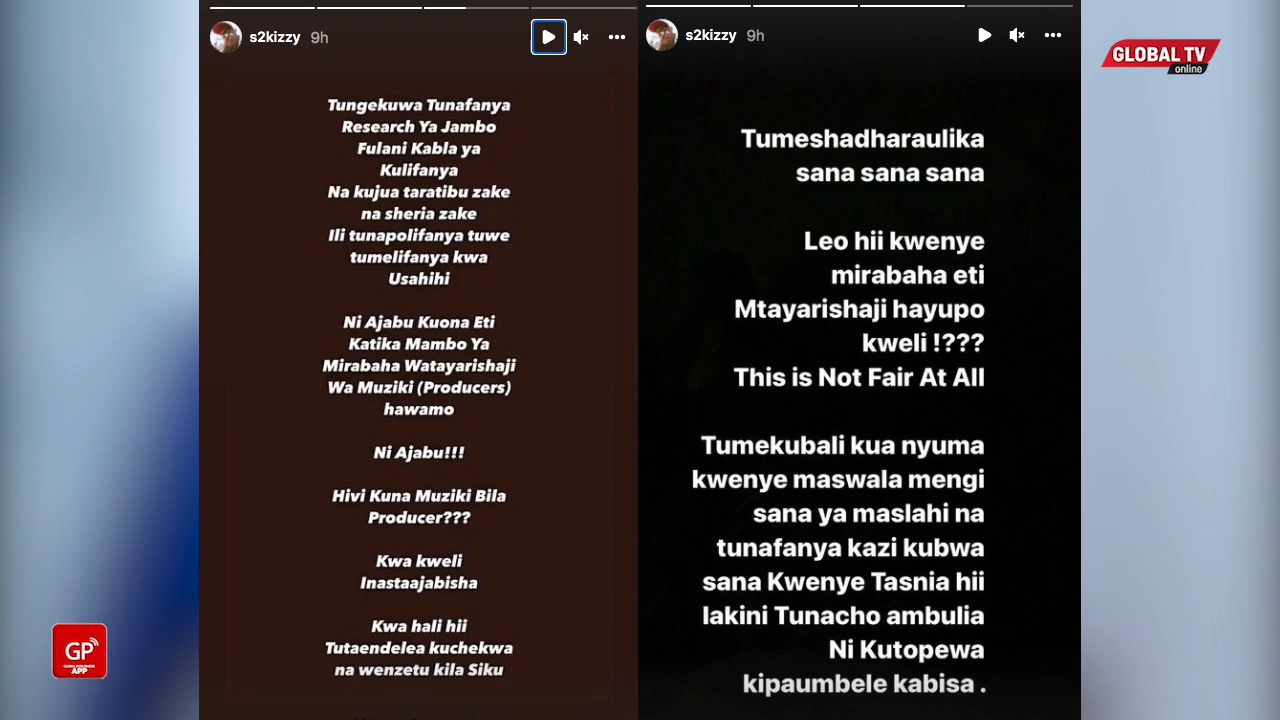 s2kizzy 9h
Tungekuwa Tunafanya
Research Ya Jambo
Fulani Kabla ya
Kulifanya
Na kujua taratibu zake
na sheria zake
Ili tunapolifanya tuwe
tumelifanya kwa
Usahihi
Ni Ajabu Kuona Eti
Katika Mambo Ya
Mirabaha Watayarishaji
Wa Muziki (Producers)
hawamo
Ni Ajabu!!!
Hivi Kuna Muziki Bila
Producer???
Kwa kweli
Inastaajabisha
Kwa hali hii
Tutaendelea kuchekwa
na wenzetu kila Siku
s2kizzy 9h
Tumeshadharaulika
sana sana sana
Leo hii kwenye
mirabaha eti
Mtayarishaji hayupo
kweli !???
This is Not Fair At All
Tumekubali kua nyuma
kwenye maswala mengi
sana ya maslahi na
tunafanya kazi kubwa
sana Kwenye Tasnia hii
lakini Tunacho ambulia
Ni Kutopewa
kipaumbele kabisa .
GLOBAL TV
online
GP
GLOBAL PUBLISHERS
APP